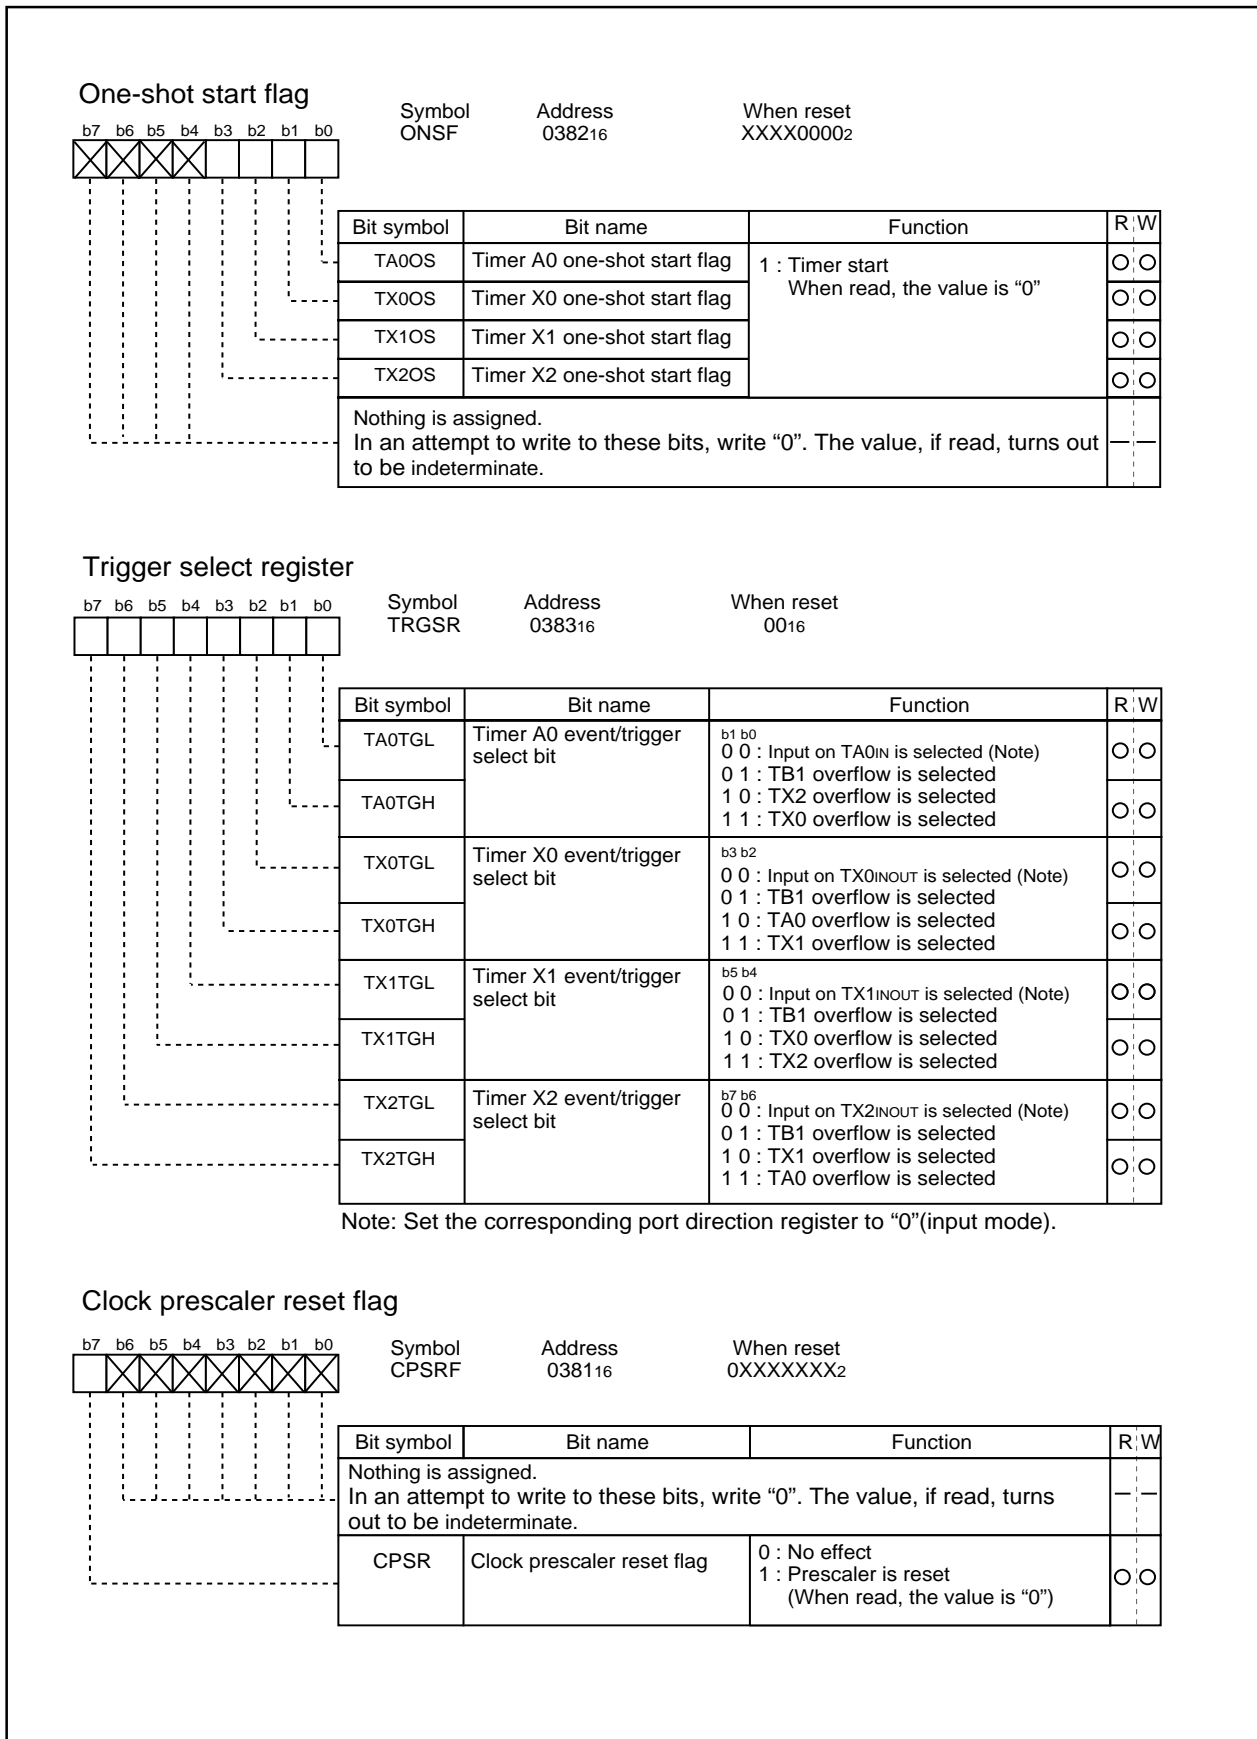 One-shot start flag
Symbol Address When reset
ONSF 038216 XXXX00002
b7 b6 b5 b4 b3 b2 b1 b0
Bit symbol Bit name Function R W
TA0OS Timer A0 one-shot start flag 1 : Timer start
When read, the value is “0”
TX0OS Timer X0 one-shot start flag
TX1OS Timer X1 one-shot start flag
TX2OS Timer X2 one-shot start flag
Nothing is assigned.
In an attempt to write to these bits, write “0”. The value, if read, turns out
to be indeterminate.
Trigger select register
Symbol Address When reset
TRGSR 038316 0016
b7 b6 b5 b4 b3 b2 b1 b0
Bit symbol Bit name Function R W
TA0TGL Timer A0 event/trigger
select bit
b1 b0
0 0 : Input on TA0IN is selected (Note)
0 1 : TB1 overflow is selected
TA0TGH 1 0 : TX2 overflow is selected
1 1 : TX0 overflow is selected
TX0TGL Timer X0 event/trigger
select bit
b3 b2
0 0 : Input on TX0INOUT is selected (Note)
0 1 : TB1 overflow is selected
TX0TGH 1 0 : TA0 overflow is selected
1 1 : TX1 overflow is selected
TX1TGL Timer X1 event/trigger
select bit
b5 b4
0 0 : Input on TX1INOUT is selected (Note)
0 1 : TB1 overflow is selected
TX1TGH 1 0 : TX0 overflow is selected
1 1 : TX2 overflow is selected
TX2TGL Timer X2 event/trigger
select bit
b7 b6
0 0 : Input on TX2INOUT is selected (Note)
0 1 : TB1 overflow is selected
TX2TGH 1 0 : TX1 overflow is selected
1 1 : TA0 overflow is selected
Note: Set the corresponding port direction register to “0”(input mode).
Clock prescaler reset flag
Symbol Address When reset
CPSRF 038116 0XXXXXXX2
b7 b6 b5 b4 b3 b2 b1 b0
Bit symbol Bit name Function R W
Nothing is assigned.
In an attempt to write to these bits, write “0”. The value, if read, turns
out to be indeterminate.
CPSR Clock prescaler reset flag 0 : No effect
1 : Prescaler is reset
(When read, the value is “0”)